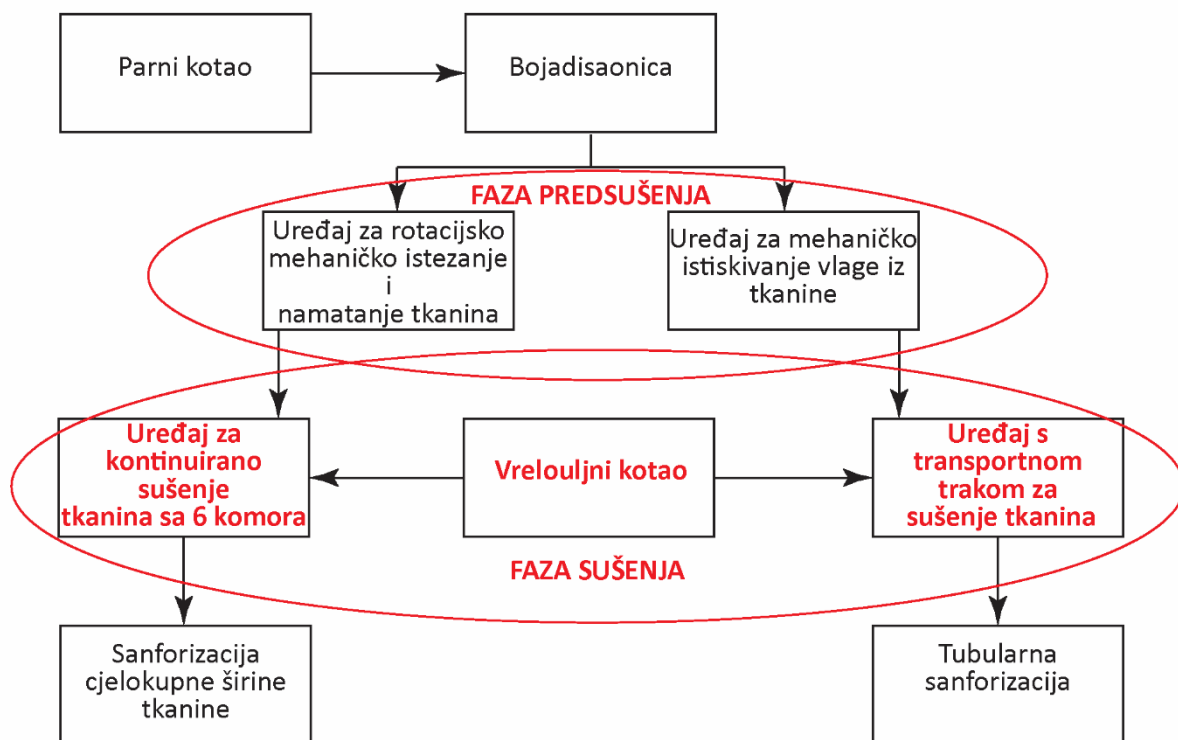 Parni kotao
Bojadisaonica
FAZA PREDSUŠENJA
Uređaj za rotacijsko
mehaničko istezanje
i
namatanje tkanina
Uređaj za mehaničko
istiskivanje vlage iz
tkanine
Uređaj za
kontinuirano
sušenje
tkanina sa 6 komora
Vrelouljni kotao
Uređaj s
transportnom
trakom za
sušenje tkanina
FAZA SUŠENJA
Sanforizacija
cjelokupne širine
tkanine
Tubularna
sanforizacija